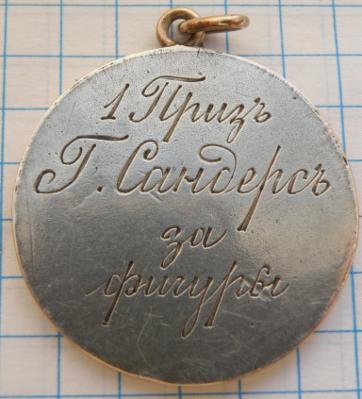 1 Призъ
Г. Сандерсъ
за
фигуры